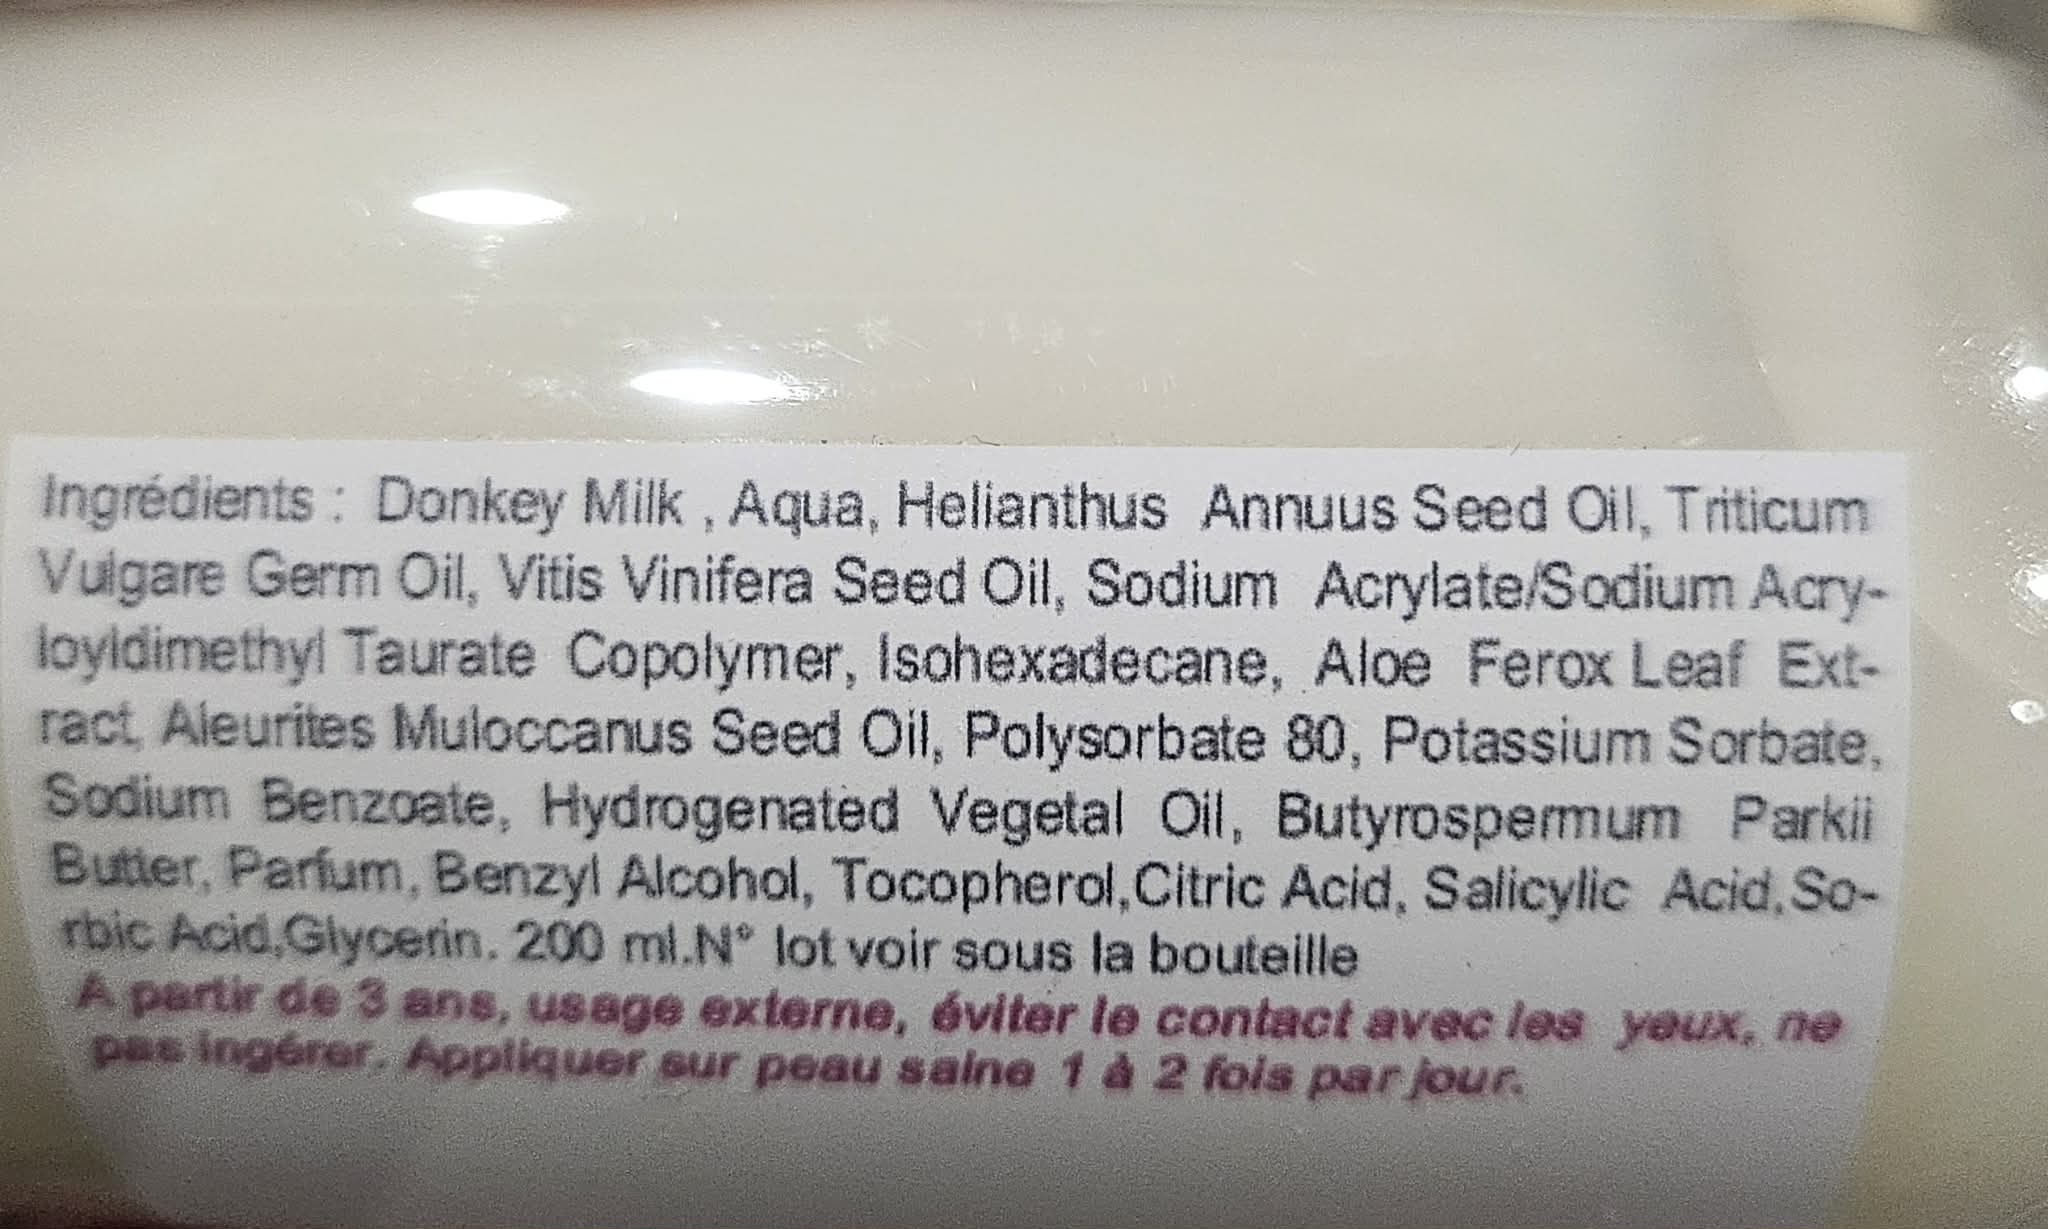 Ingrédients : Donkey Milk , Aqua, Helianthus Annuus Seed Oil, Triticum
Vulgare Germ Oil, Vitis Vinifera Seed Oil, Sodium Acrylate/Sodium Acry-
loyldimethyl Taurate Copolymer, Isohexadecane, Aloe Ferox Leaf Ext-
ract, Aleurites Muloccanus Seed Oil, Polysorbate 80, Potassium Sorbate,
Sodium Benzoate, Hydrogenated Vegetal Oil, Butyrospermum Parkii
Butter, Parfum, Benzyl Alcohol, Tocopherol,Citric Acid, Salicylic Acid,So-
rbic Acid,Glycerin. 200 ml.N° lot voir sous la bouteille
A partir de 3 ans, usage externe, éviter le contact avec les yeux, ne
pas ingérer. Appliquer sur peau saine 1 à 2 fois par jour.